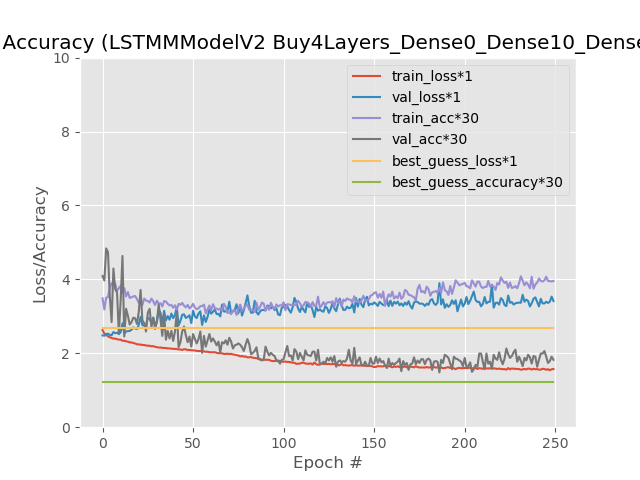 Accuracy (LSTMMModelV2 Buy4Layers_Dense0_Dense10_Dense
train_loss*1
val_loss*1
train_acc*30
val_acc*30
best_guess_loss*1
best_guess_accuracy*30
10
8
6
4
2
0
Loss/Accuracy
0 50 100 150 200 250
Epoch #